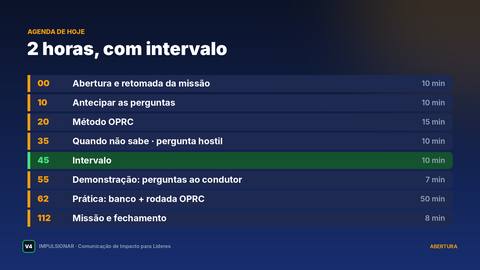 AGENDA DE HOJE
2 horas, com intervalo
00 Abertura e retomada da missão 10 min
10 Antecipar as perguntas 10 min
20 Método OPRC 15 min
35 Quando não sabe · pergunta hostil 10 min
45 Intervalo 10 min
55 Demonstração: perguntas ao condutor 7 min
62 Prática: banco + rodada OPRC 50 min
112 Missão e fechamento 8 min
V4 IMPULSIONAR · Comunicação de Impacto para Líderes ABERTURA